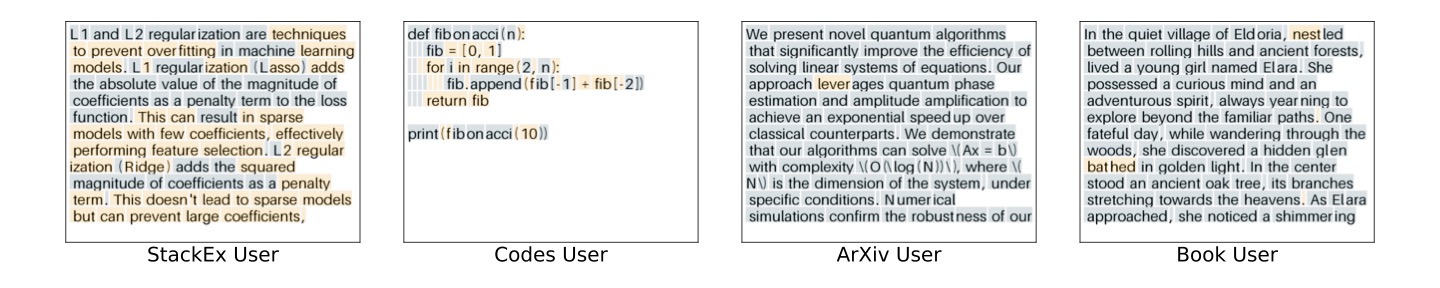 L1 and L2 regularization are techniques
to prevent overfitting in machine learning
models. L1 regularization (Lasso) adds
the absolute value of the magnitude of
coefficients as a penalty term to the loss
function. This can result in sparse
models with few coefficients, effectively
performing feature selection. L2 regular
ization (Ridge) adds the squared
magnitude of coefficients as a penalty
term. This doesn't lead to sparse models
but can prevent large coefficients,
StackEx User
def fibonacci(n):
fib = [0, 1]
for i in range(2, n):
fib.append(fib[-1] + fib[-2])
return fib
print(fibonacci(10))
Codes User
We present novel quantum algorithms
that significantly improve the efficiency of
solving linear systems of equations. Our
approach leverages quantum phase
estimation and amplitude amplification to
achieve an exponential speedup over
classical counterparts. We demonstrate
that our algorithms can solve \(Ax = b\)
with complexity \(O(\log(N))\), where \(
N\) is the dimension of the system, under
specific conditions. Numerical
simulations confirm the robustness of our
ArXiv User
In the quiet village of Eldoria, nestled
between rolling hills and ancient forests,
lived a young girl named Elara. She
possessed a curious mind and an
adventurous spirit, always yearning to
explore beyond the familiar paths. One
fateful day, while wandering through the
woods, she discovered a hidden glen
bathed in golden light. In the center
stood an ancient oak tree, its branches
stretching towards the heavens. As Elara
approached, she noticed a shimmering
Book User